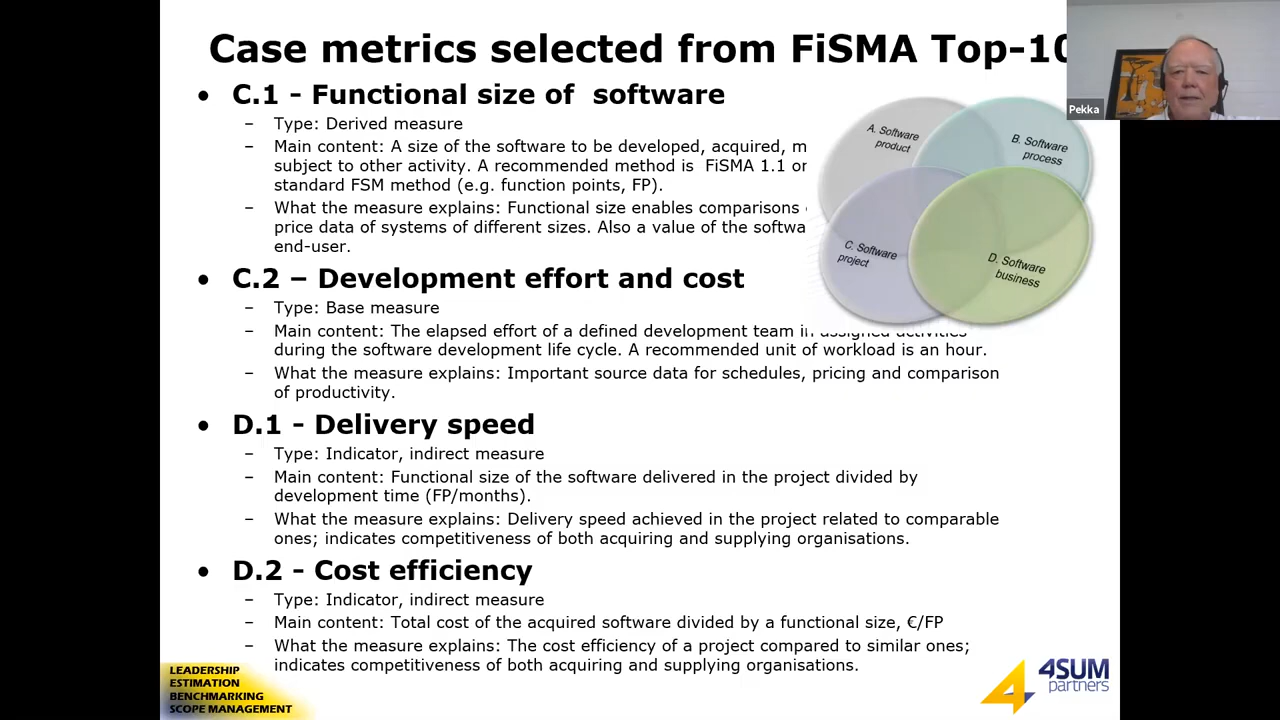 Case metrics selected from FiSMA Top-10
Pekka
• C.1 - Functional size of  software
– Type: Derived measure
– Main content: A size of the software to be developed, acquired, m
subject to other activity. A recommended method is  FiSMA 1.1 or
standard FSM method (e.g. function points, FP).
– What the measure explains: Functional size enables comparisons
price data of systems of different sizes. Also a value of the softwa
end-user.
A. Software
product
B. Software
process
C. Software
project
D. Software
business
• C.2 – Development effort and cost
– Type: Base measure
– Main content: The elapsed effort of a defined development team in assigned activities
during the software development life cycle. A recommended unit of workload is an hour.
– What the measure explains: Important source data for schedules, pricing and comparison
of productivity.
• D.1 - Delivery speed
– Type: Indicator, indirect measure
– Main content: Functional size of the software delivered in the project divided by
development time (FP/months).
– What the measure explains: Delivery speed achieved in the project related to comparable
ones; indicates competitiveness of both acquiring and supplying organisations.
• D.2 - Cost efficiency
– Type: Indicator, indirect measure
– Main content: Total cost of the acquired software divided by a functional size, €/FP
– What the measure explains: The cost efficiency of a project compared to similar ones;
indicates competitiveness of both acquiring and supplying organisations.
LEADERSHIP
ESTIMATION
BENCHMARKING
SCOPE MANAGEMENT
4SUM
partners